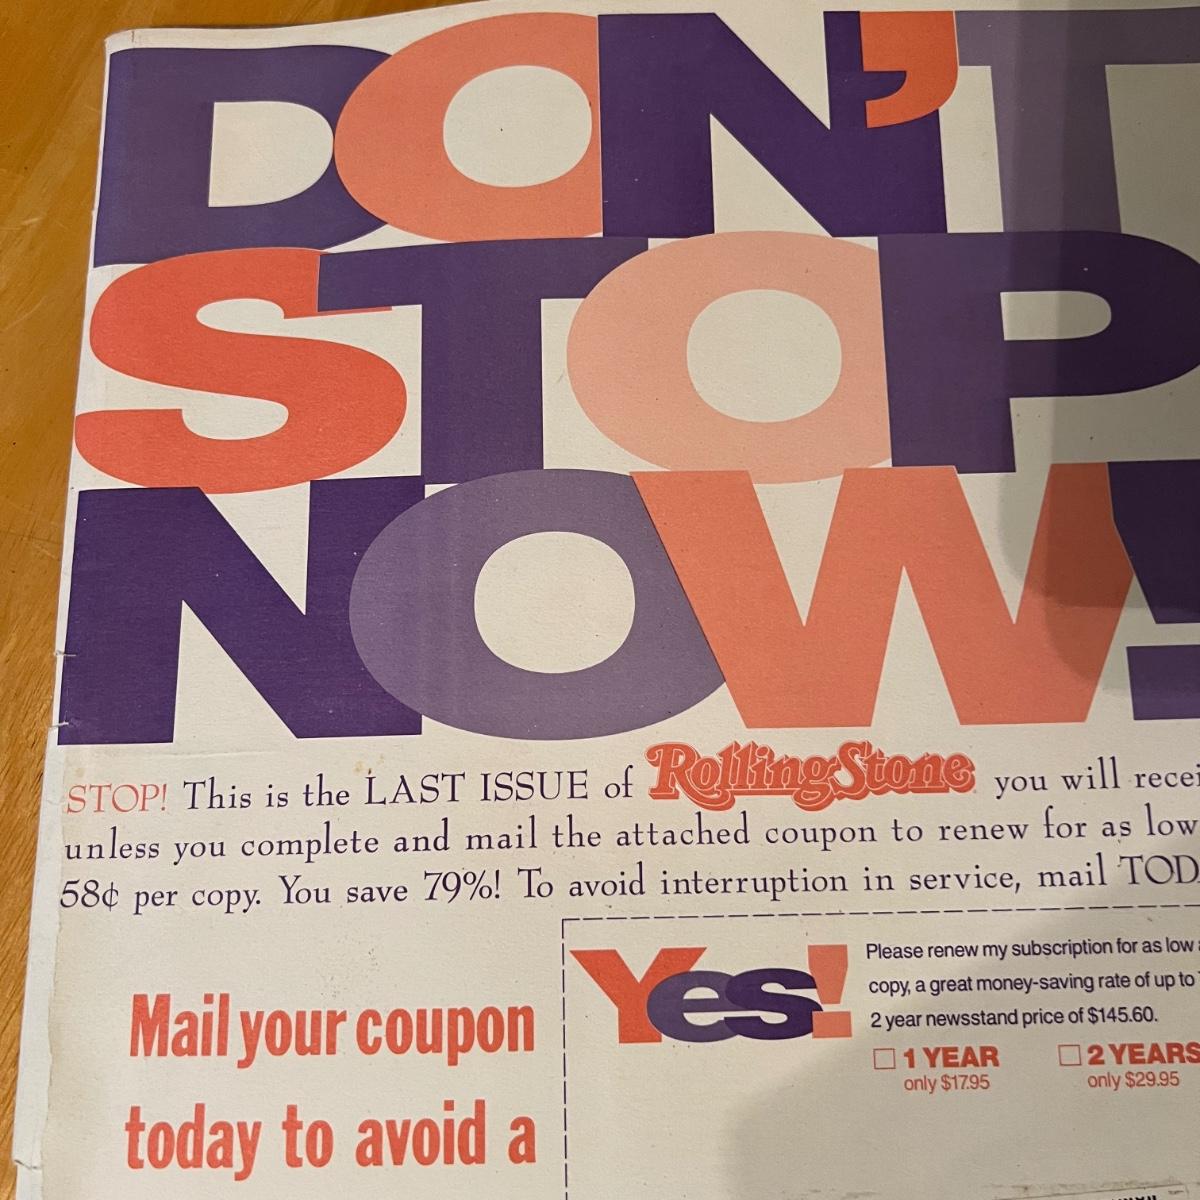 DON'T
STOP
NOW!
STOP! This is the LAST ISSUE of RollingStone you will
unless you complete and mail the attached coupon to renew for as low
58¢ per copy. You save 79%! To avoid interruption in service, mail
Mail your coupon
today to avoid a
Yes!
Please renew my subscription for as low
copy, a great money-saving rate of up to
2 year newsstand price of $145.60.
☐ 1 YEAR ☐ 2 YEARS
only $17.95 only $29.95